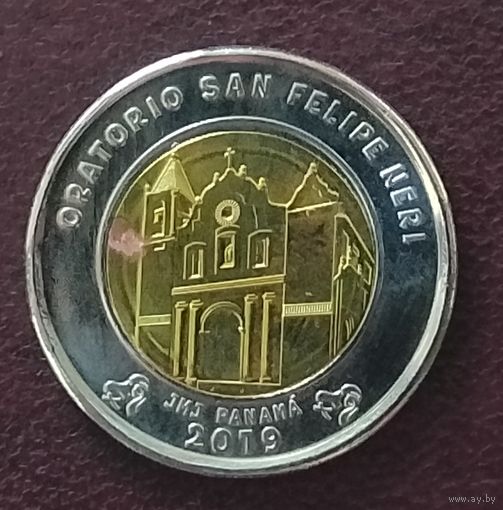 ORATORIO SAN FELIPE NERI
JMJ PANAMÁ
2019
www.ay.by